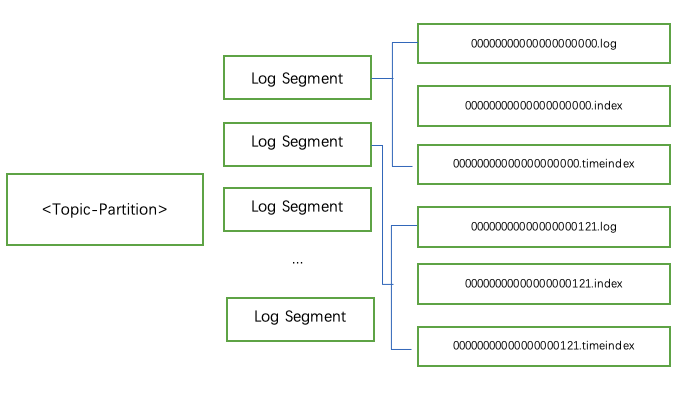 <Topic-Partition>
Log Segment
Log Segment
Log Segment
...
Log Segment
00000000000000000000.log
00000000000000000000.index
00000000000000000000.timeindex
00000000000000000121.log
00000000000000000121.index
00000000000000000121.timeindex